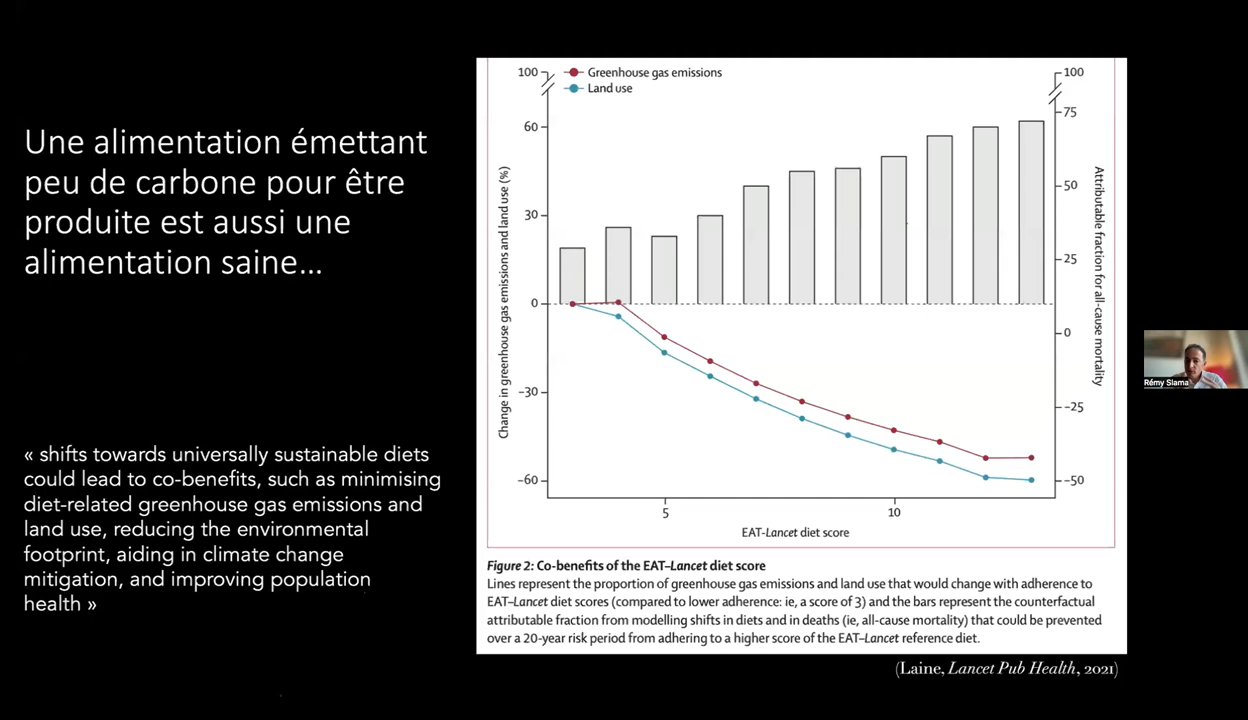 Une alimentation émettant
peu de carbone pour être
produite est aussi une
alimentation saine...
« shifts towards universally sustainable diets
could lead to co-benefits, such as minimising
diet-related greenhouse gas emissions and
land use, reducing the environmental
footprint, aiding in climate change
mitigation, and improving population
health »
Greenhouse gas emissions
Land use
100
60
30
0
−30
−60
Change in greenhouse gas emissions and land use (%)
100
75
50
25
0
−25
−50
Attributable fraction for all-cause mortality
5
10
EAT–Lancet diet score
Figure 2: Co-benefits of the EAT–Lancet diet score
Lines represent the proportion of greenhouse gas emissions and land use that would change with adherence to
EAT–Lancet diet scores (compared to lower adherence: ie, a score of 3) and the bars represent the counterfactual
attributable fraction from modelling shifts in diets and in deaths (ie, all-cause mortality) that could be prevented
over a 20-year risk period from adhering to a higher score of the EAT–Lancet reference diet.
(Laine, Lancet Pub Health, 2021)
Rémy Slama